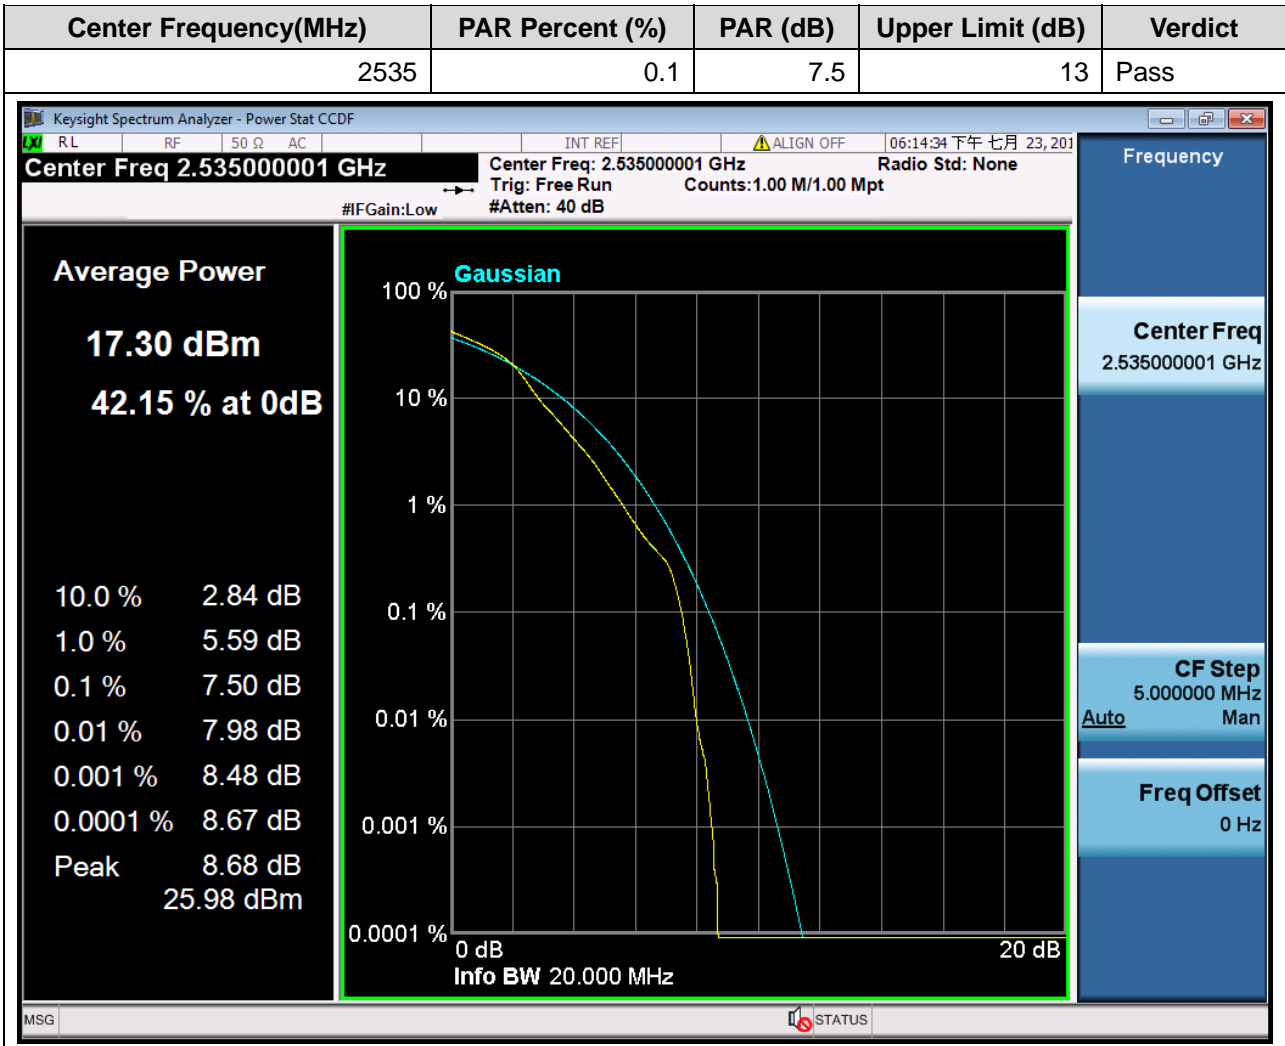 Center Frequency(MHz) PAR Percent (%) PAR (dB) Upper Limit (dB) Verdict
2535 0.1 7.5 13 Pass
Keysight Spectrum Analyzer - Power Stat CCDF
LXI RL RF 50 Ω AC INT REF ALIGN OFF 06:14:34 下午 七月 23, 201
Center Freq 2.535000001 GHz
Center Freq: 2.535000001 GHz Radio Std: None
Trig: Free Run Counts:1.00 M/1.00 Mpt
#IFGain:Low #Atten: 40 dB
Average Power
17.30 dBm
42.15 % at 0dB
10.0 % 2.84 dB
1.0 % 5.59 dB
0.1 % 7.50 dB
0.01 % 7.98 dB
0.001 % 8.48 dB
0.0001 % 8.67 dB
Peak 8.68 dB
25.98 dBm
Gaussian
100 %
10 %
1 %
0.1 %
0.01 %
0.001 %
0.0001 %
0 dB 20 dB
Info BW 20.000 MHz
Frequency
Center Freq
2.535000001 GHz
CF Step
5.000000 MHz
Auto Man
Freq Offset
0 Hz
MSG STATUS